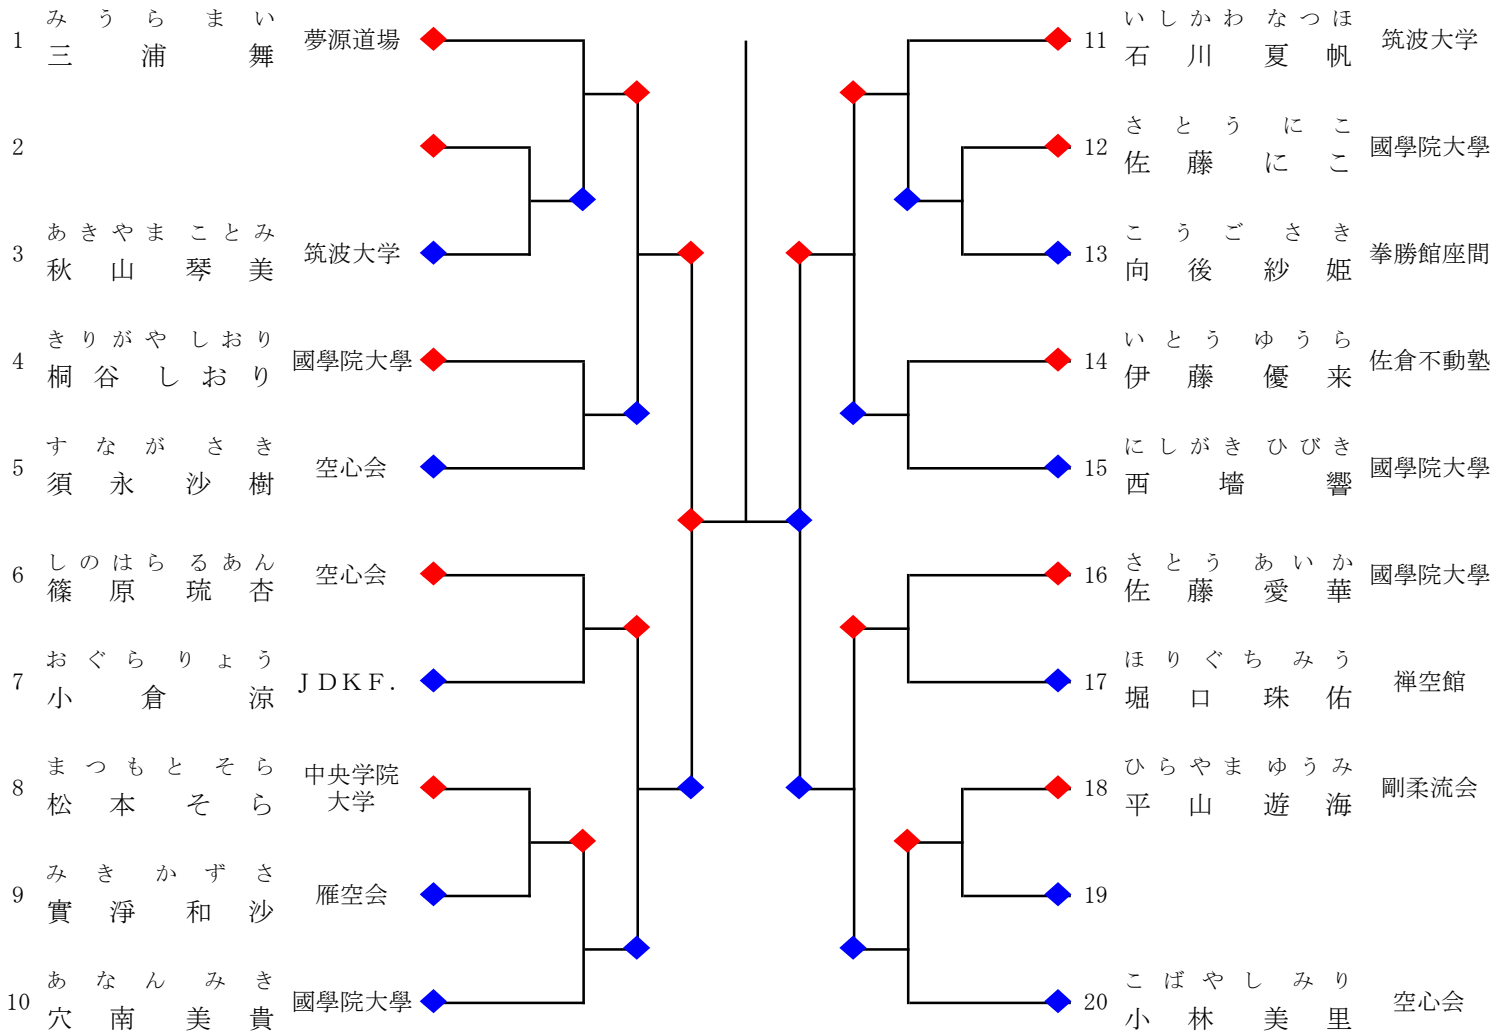 みうら まい
1 三浦 舞 夢源道場
2
あきやま ことみ
3 秋山 琴美 筑波大学
きりがや しおり
4 桐谷 しおり 國學院大學
すなが さき
5 須永 沙樹 空心会
しのはら るあん
6 篠原 琉杏 空心会
おぐら りょう
7 小倉 涼 ＪＤＫＦ．
まつもと そら
8 松本 そら 中央学院
大学
みき かずさ
9 實淨 和沙 雁空会
あなん みき
10 穴南 美貴 國學院大學
いしかわ なつほ
11 石川 夏帆 筑波大学
さとう にこ
12 佐藤 にこ 國學院大學
こうご さき
13 向後 紗姫 拳勝館座間
いとう ゆうら
14 伊藤 優来 佐倉不動塾
にしがき ひびき
15 西墻 響 國學院大學
さとう あいか
16 佐藤 愛華 國學院大學
ほりぐち みう
17 堀口 珠佑 禅空館
ひらやま ゆうみ
18 平山 遊海 剛柔流会
19
こばやし みり
20 小林 美里 空心会